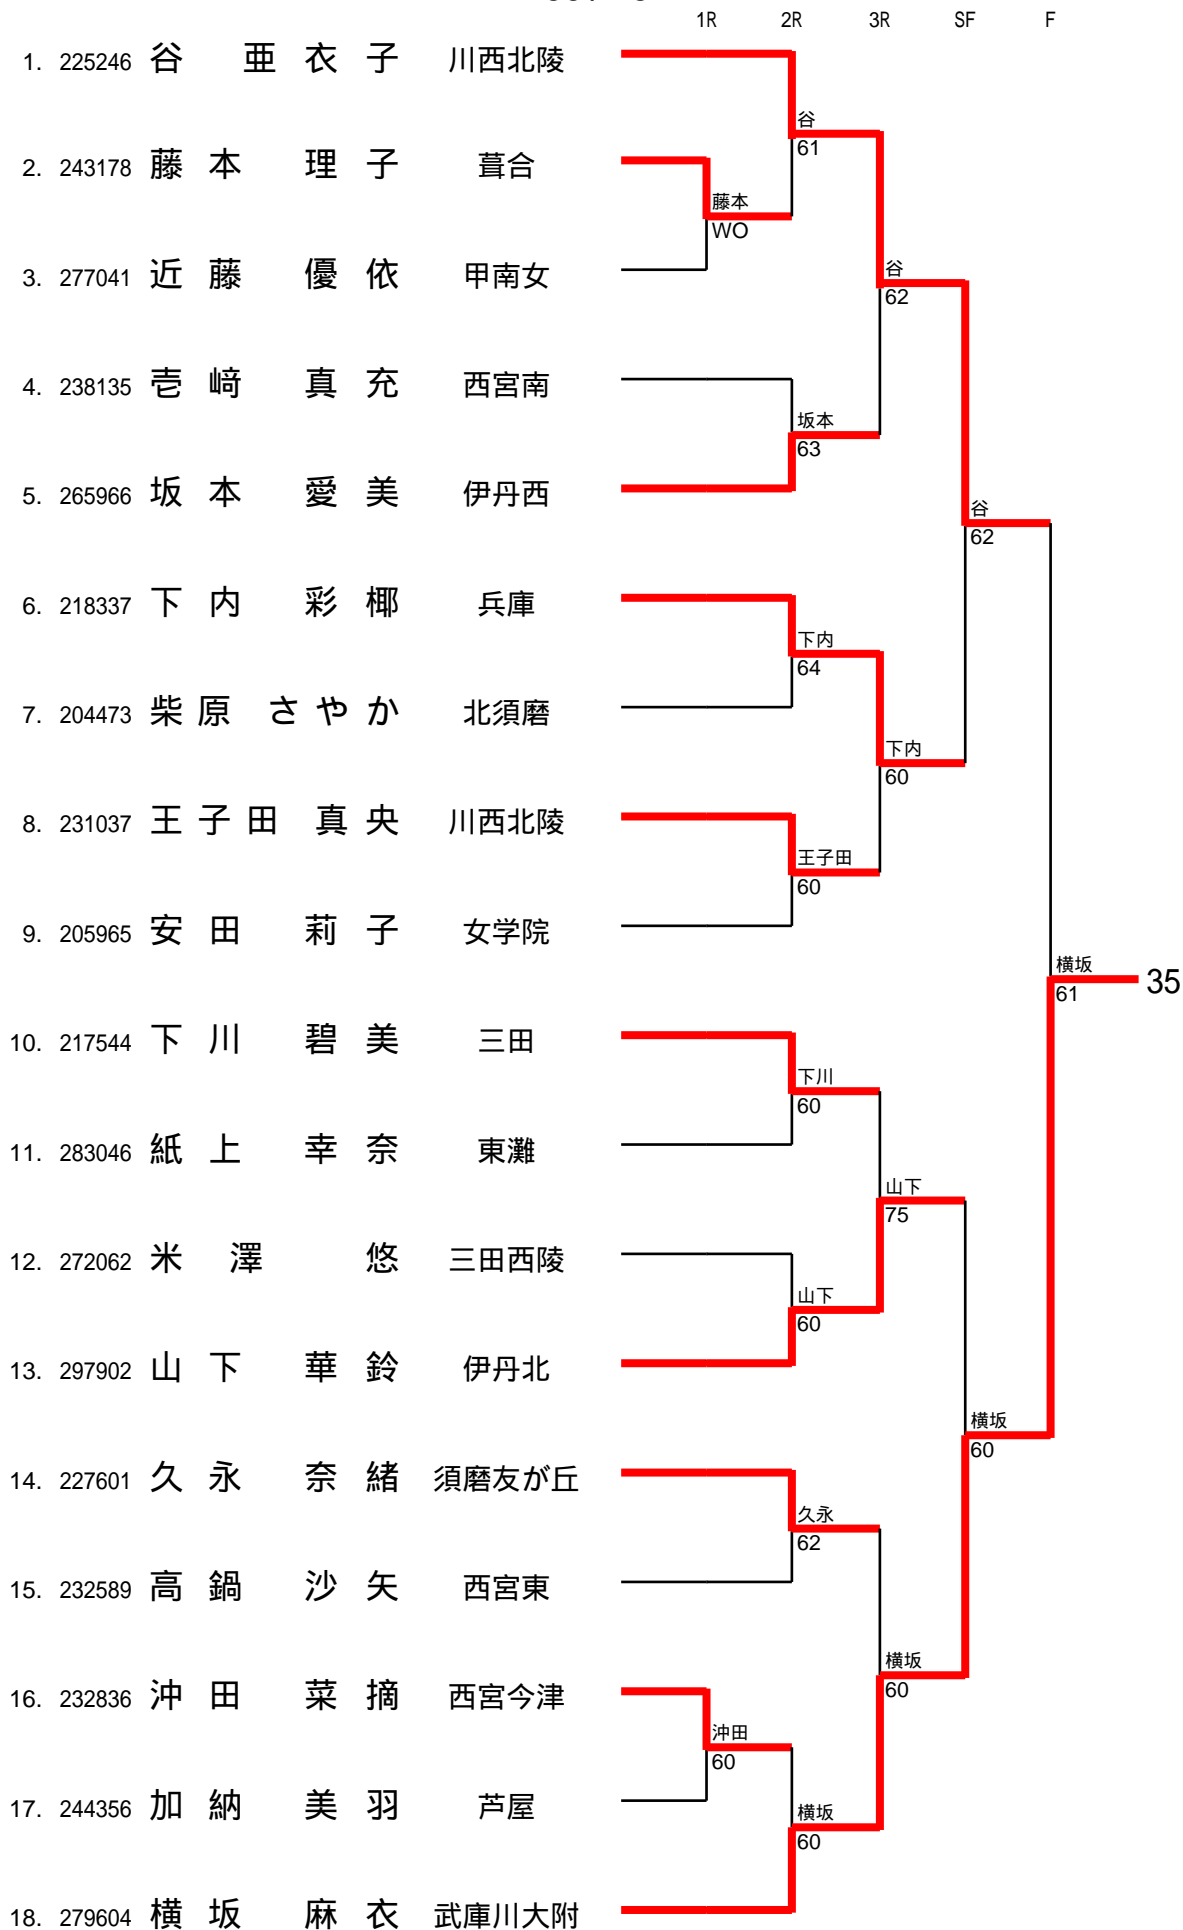 1R 2R 3R SF F
1. 225246 谷 亜衣子 川西北陵
谷
61
2. 243178 藤本 理子 葺合
藤本
WO
3. 277041 近藤 優依 甲南女
谷
62
4. 238135 壱﨑 真充 西宮南
坂本
63
5. 265966 坂本 愛美 伊丹西
谷
62
6. 218337 下内 彩椰 兵庫
下内
64
7. 204473 柴原 さやか 北須磨
下内
60
8. 231037 王子田 真央 川西北陵
王子田
60
9. 205965 安田 莉子 女学院
横坂
61
35
10. 217544 下川 碧美 三田
下川
60
11. 283046 紙上 幸奈 東灘
山下
75
12. 272062 米澤 悠 三田西陵
山下
60
13. 297902 山下 華鈴 伊丹北
横坂
60
14. 227601 久永 奈緒 須磨友が丘
久永
62
15. 232589 高鍋 沙矢 西宮東
横坂
60
16. 232836 沖田 菜摘 西宮今津
沖田
60
17. 244356 加納 美羽 芦屋
横坂
60
18. 279604 横坂 麻衣 武庫川大附